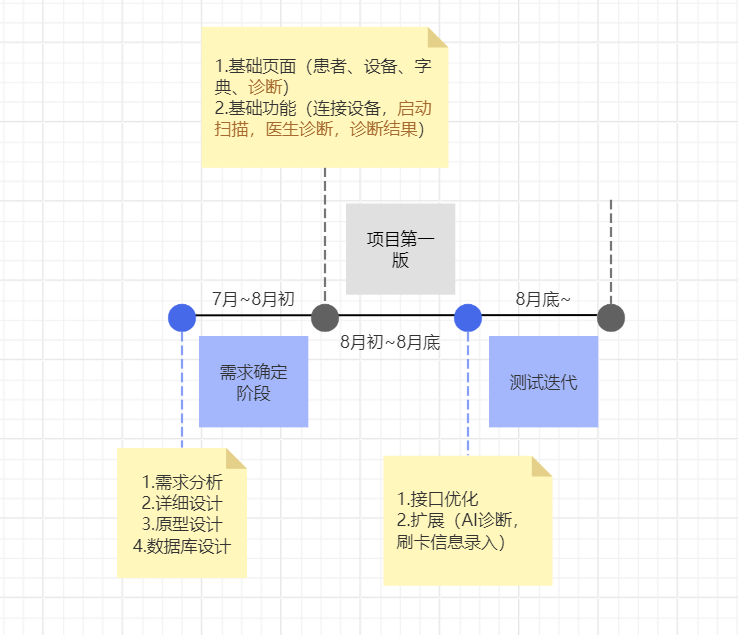 1.基础页面（患者、设备、字
典、诊断）
2.基础功能（连接设备，启动
扫描，医生诊断，诊断结果）
项目第一
版
7月~8月初
8月底~
8月初~8月底
需求确定
阶段
测试迭代
1.需求分析
2.详细设计
3.原型设计
4.数据库设计
1.接口优化
2.扩展（AI诊断，
刷卡信息录入）